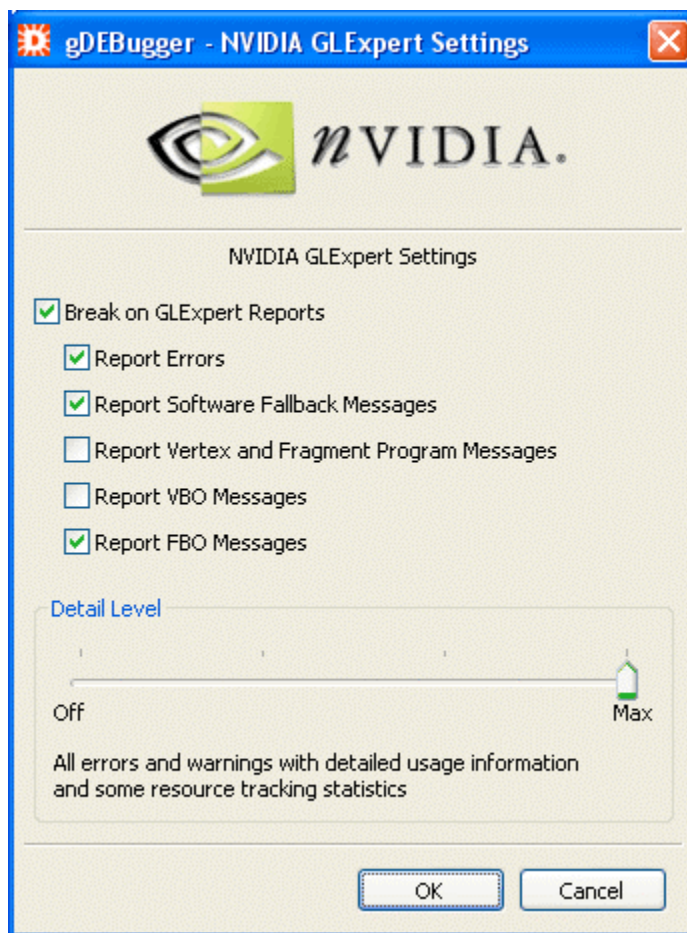 gDEBugger - NVIDIA GLExpert Settings
nVIDIA.
NVIDIA GLExpert Settings
Break on GLExpert Reports
Report Errors
Report Software Fallback Messages
Report Vertex and Fragment Program Messages
Report VBO Messages
Report FBO Messages
Detail Level
Off Max
All errors and warnings with detailed usage information
and some resource tracking statistics
OK Cancel